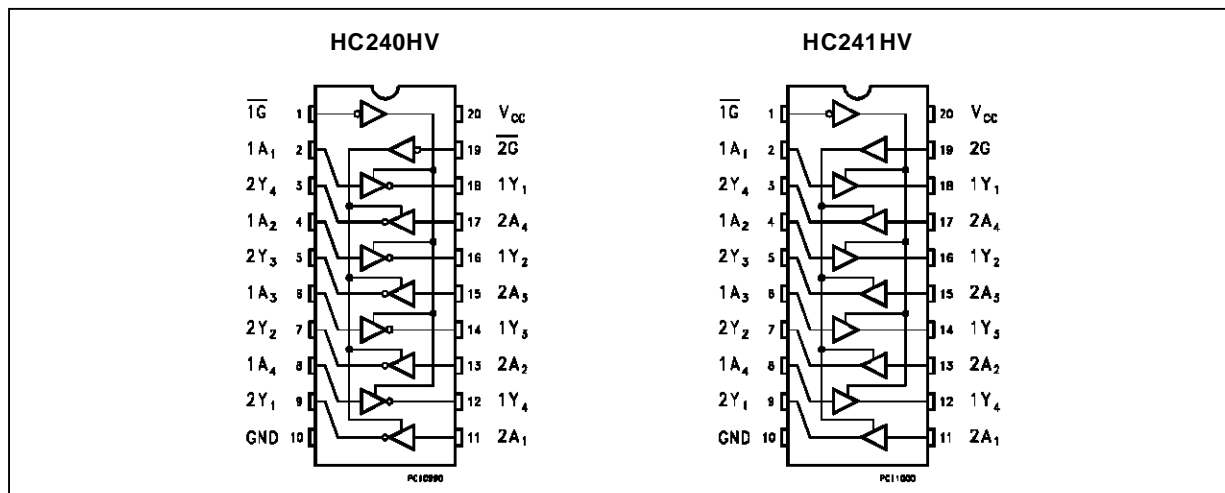 HC240HV
1G 1 20 VCC
1A1 2 19 2G
2Y4 3 18 1Y1
1A2 4 17 2A4
2Y3 5 16 1Y2
1A3 6 15 2A3
2Y2 7 14 1Y3
1A4 8 13 2A2
2Y1 9 12 1Y4
GND 10 11 2A1
PC10990
HC241HV
1G 1 20 VCC
1A1 2 19 2G
2Y4 3 18 1Y1
1A2 4 17 2A4
2Y3 5 16 1Y2
1A3 6 15 2A3
2Y2 7 14 1Y3
1A4 8 13 2A2
2Y1 9 12 1Y4
GND 10 11 2A1
PC11000